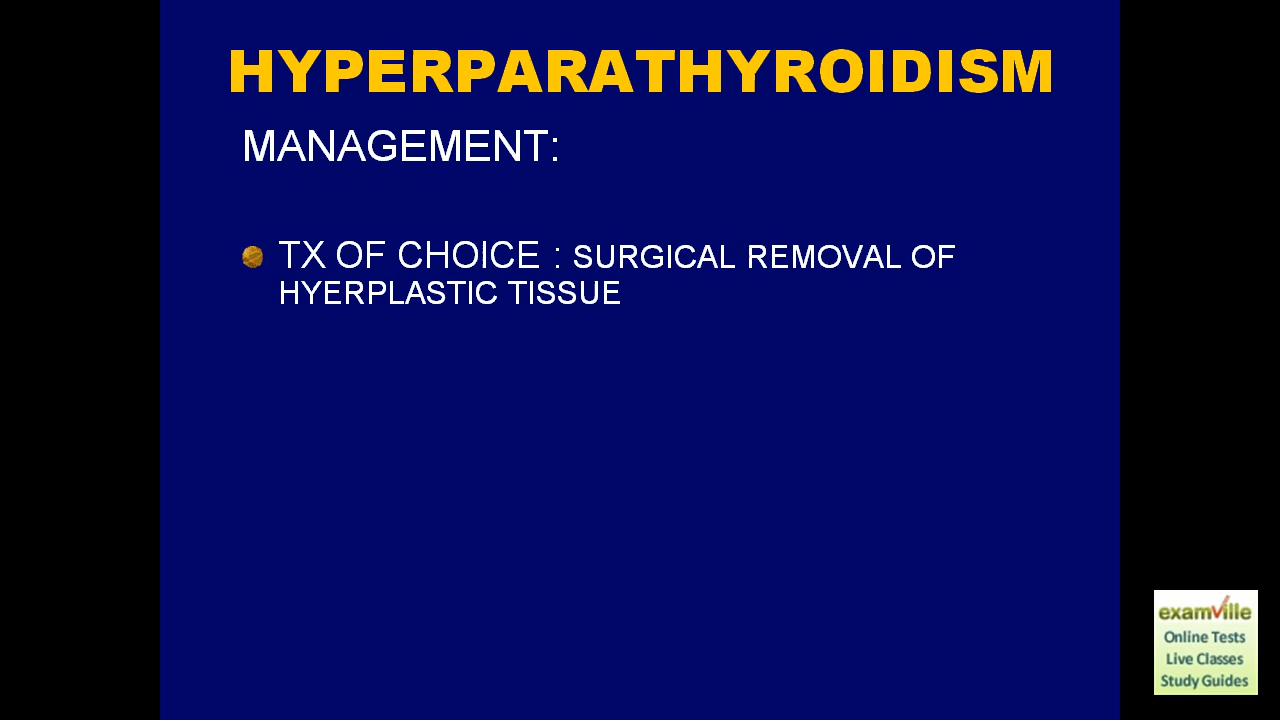 HYPERPARATHYROIDISM
MANAGEMENT:
TX OF CHOICE : SURGICAL REMOVAL OF
HYERPLASTIC TISSUE
examville
Online Tests
Live Classes
Study Guides